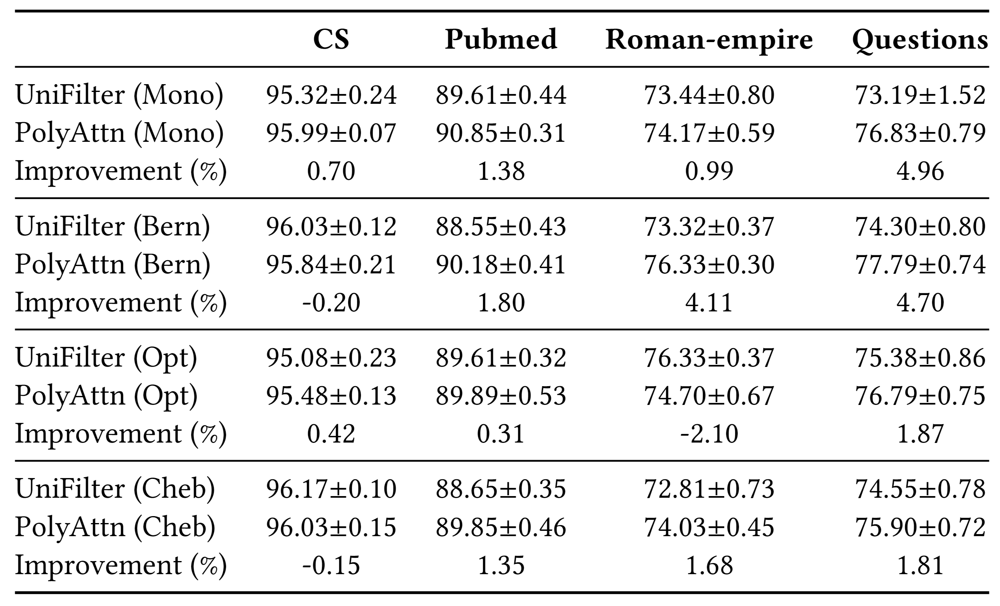 CS Pubmed Roman-empire Questions
UniFilter (Mono) 95.32±0.24 89.61±0.44 73.44±0.80 73.19±1.52
PolyAttn (Mono) 95.99±0.07 90.85±0.31 74.17±0.59 76.83±0.79
Improvement (%) 0.70 1.38 0.99 4.96
UniFilter (Bern) 96.03±0.12 88.55±0.43 73.32±0.37 74.30±0.80
PolyAttn (Bern) 95.84±0.21 90.18±0.41 76.33±0.30 77.79±0.74
Improvement (%) -0.20 1.80 4.11 4.70
UniFilter (Opt) 95.08±0.23 89.61±0.32 76.33±0.37 75.38±0.86
PolyAttn (Opt) 95.48±0.13 89.89±0.53 74.70±0.67 76.79±0.75
Improvement (%) 0.42 0.31 -2.10 1.87
UniFilter (Cheb) 96.17±0.10 88.65±0.35 72.81±0.73 74.55±0.78
PolyAttn (Cheb) 96.03±0.15 89.85±0.46 74.03±0.45 75.90±0.72
Improvement (%) -0.15 1.35 1.68 1.81